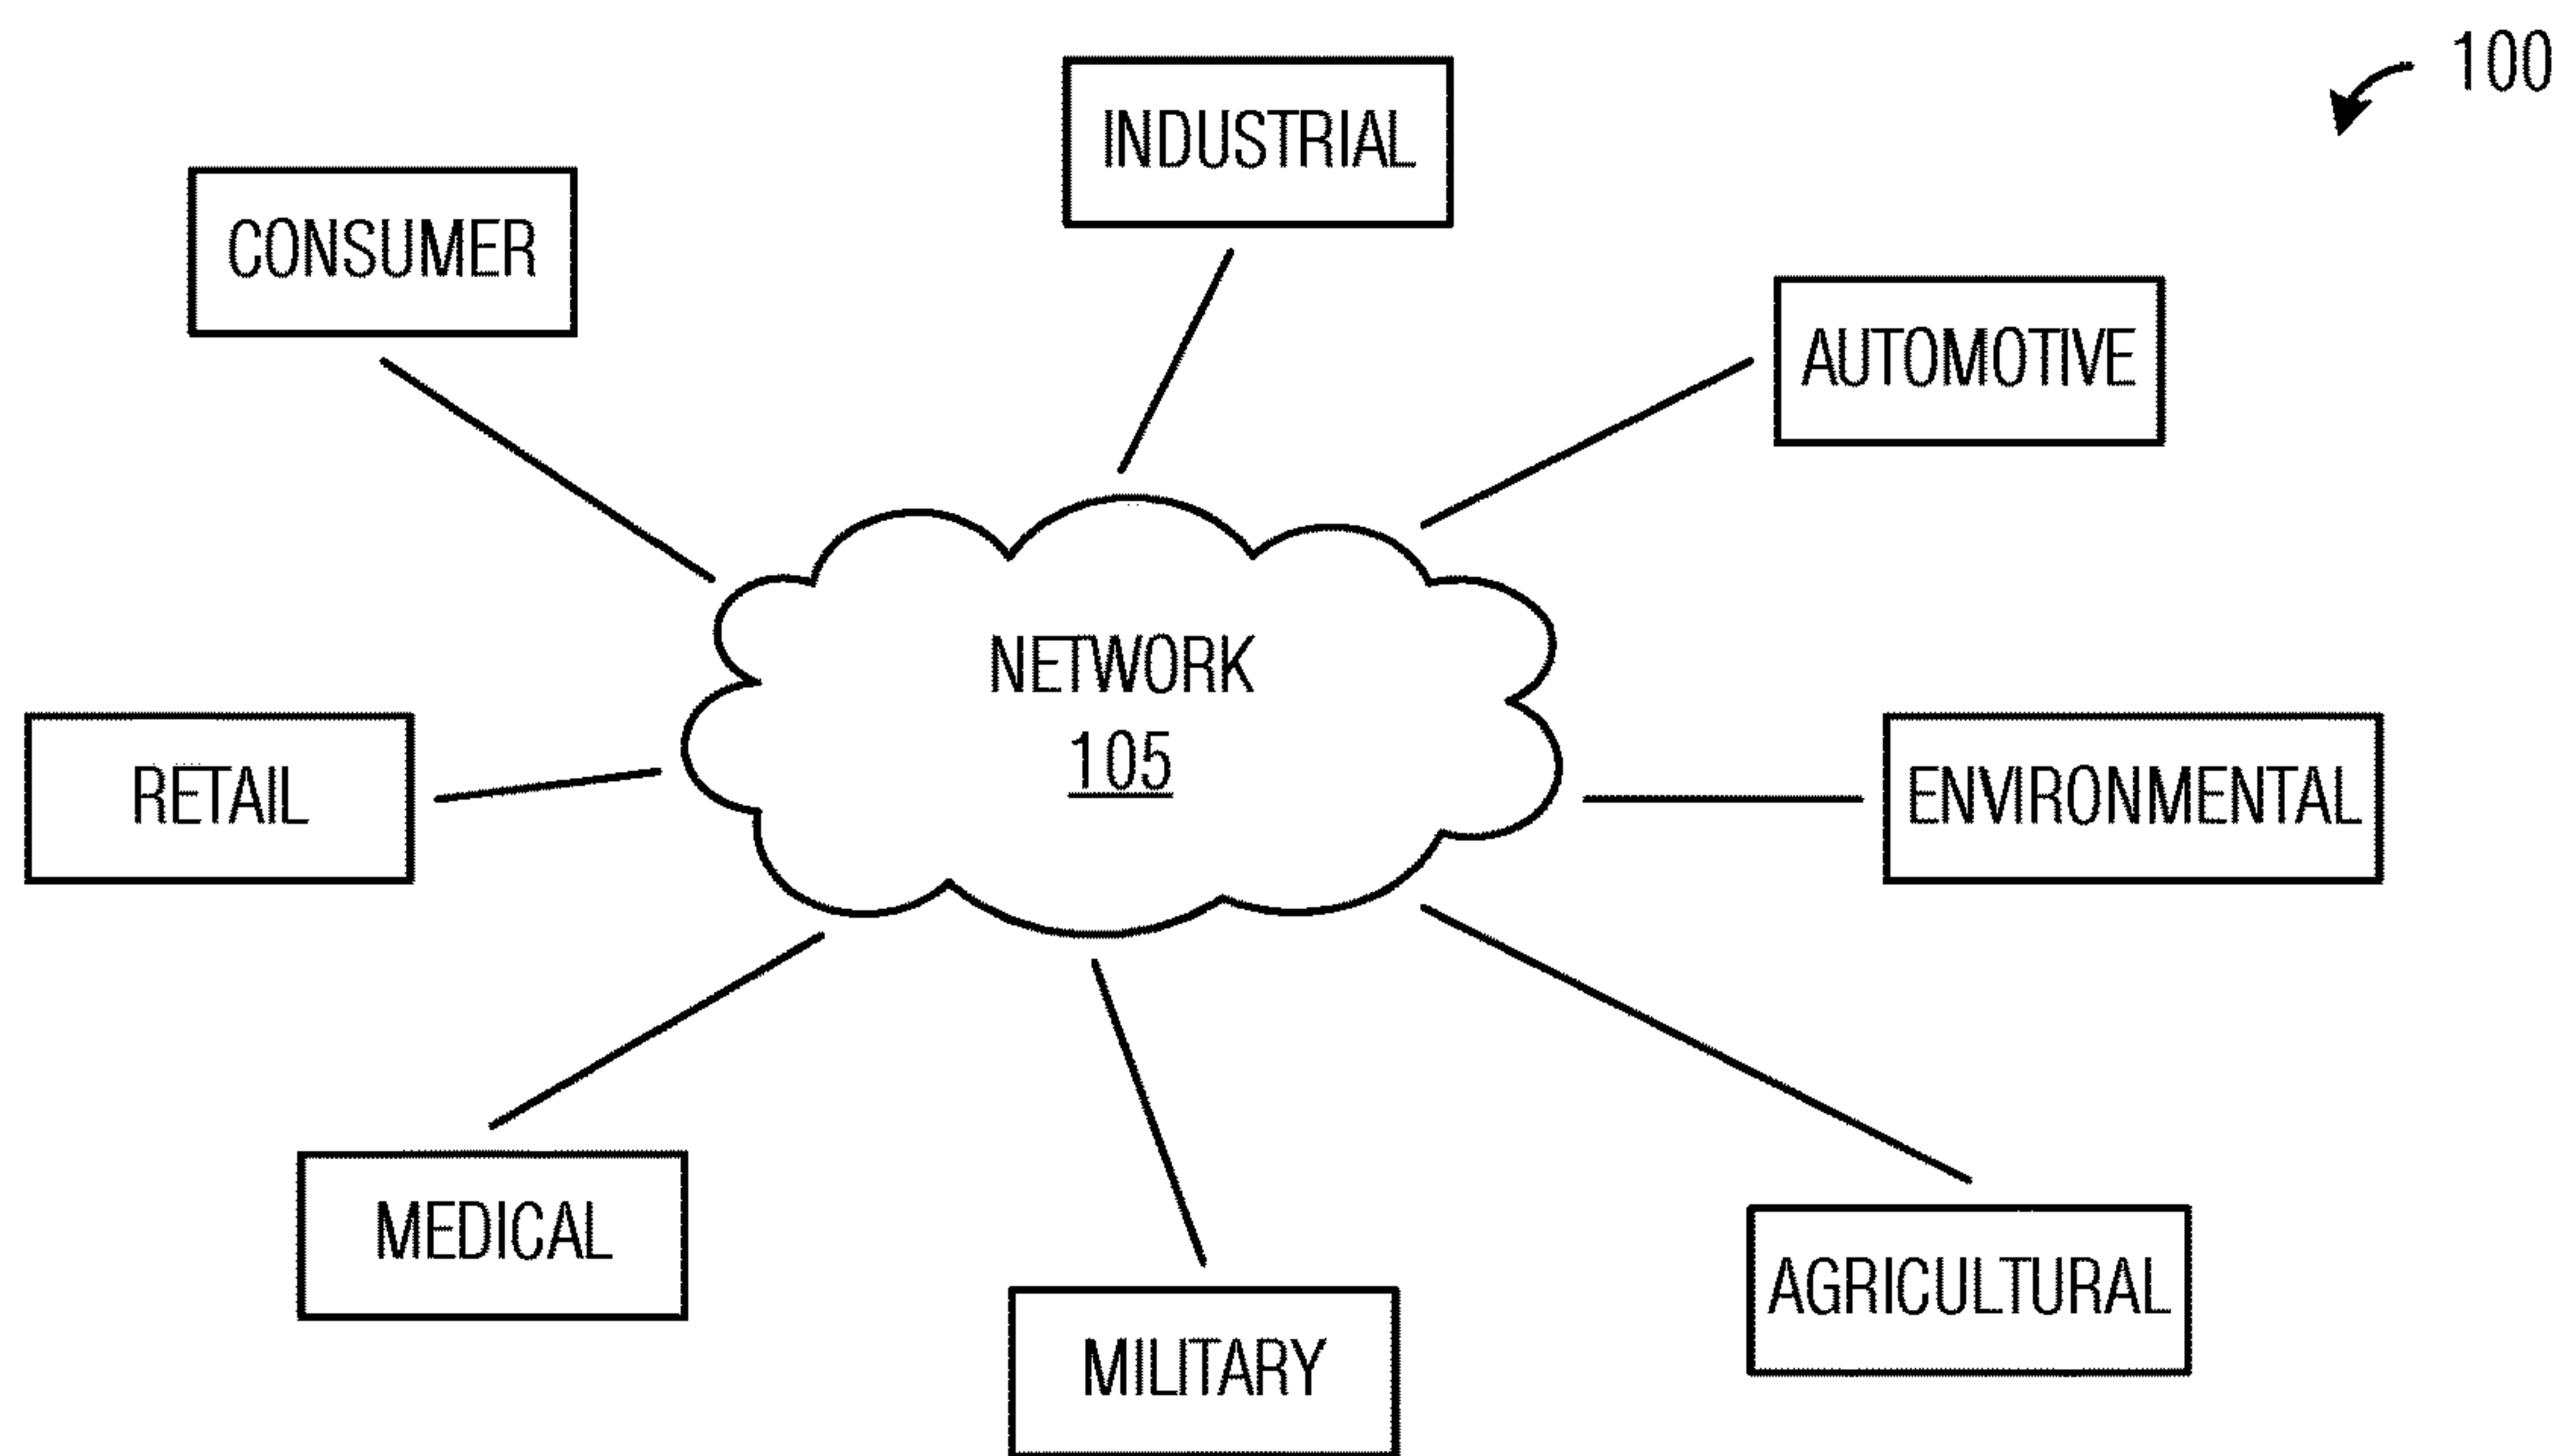 100
INDUSTRIAL
CONSUMER
AUTOMOTIVE
NETWORK
105
RETAIL
ENVIRONMENTAL
MEDICAL
AGRICULTURAL
MILITARY